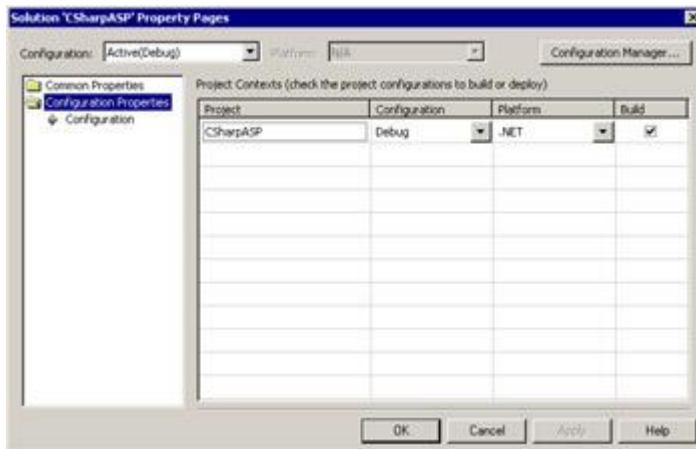 Solution 'CSharpASP' Property Pages
Configuration: Active(Debug) Platform: N/A Configuration Manager...
Common Properties
Configuration Properties
Configuration
Project Contexts (check the project configurations to build or deploy)
Project Configuration Platform Build
CSharpASP Debug .NET
OK Cancel Apply Help